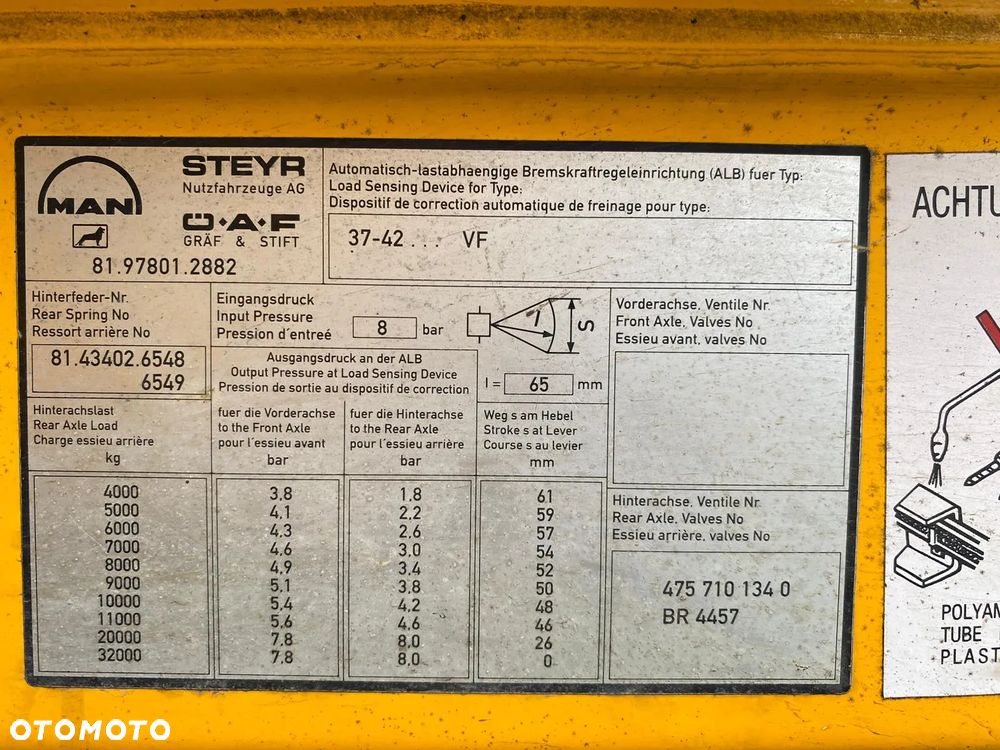 MAN
STEYR
Nutzfahrzeuge AG
Ö·A·F
GRÄF & STIFT
81.97801.2882
Automatisch-lastabhaengige Bremskraftregeleinrichtung (ALB) fuer Typ:
Load Sensing Device for Type:
Dispositif de correction automatique de freinage pour type:
37-42 ... VF
Hinterfeder-Nr.
Rear Spring No
Ressort arrière No
81.43402.6548
6549
Eingangsdruck
Input Pressure
Pression d´entreé
8 bar
l
S
Ausgangsdruck an der ALB
Output Pressure at Load Sensing Device
Pression de sortie au dispositif de correction
l = 65 mm
Vorderachse, Ventile Nr.
Front Axle, Valves No
Essieu avant, valves No
Hinterachslast
Rear Axle Load
Charge essieu arrière
kg
fuer die Vorderachse
to the Front Axle
pour l´essieu avant
bar
fuer die Hinterachse
to the Rear Axle
pour l´essieu arrière
bar
Weg s am Hebel
Stroke s at Lever
Course s au levier
mm
4000 3,8 1,8 61
5000 4,1 2,2 59
6000 4,3 2,6 57
7000 4,6 3,0 54
8000 4,9 3,4 52
9000 5,1 3,8 50
10000 5,4 4,2 48
11000 5,6 4,6 46
20000 7,8 8,0 26
32000 7,8 8,0 0
Hinterachse, Ventile Nr.
Rear Axle, Valves No
Essieu arrière, valves No
475 710 134 0
BR 4457
ACHTU
POLYAM
TUBE
PLAST
OTOMOTO